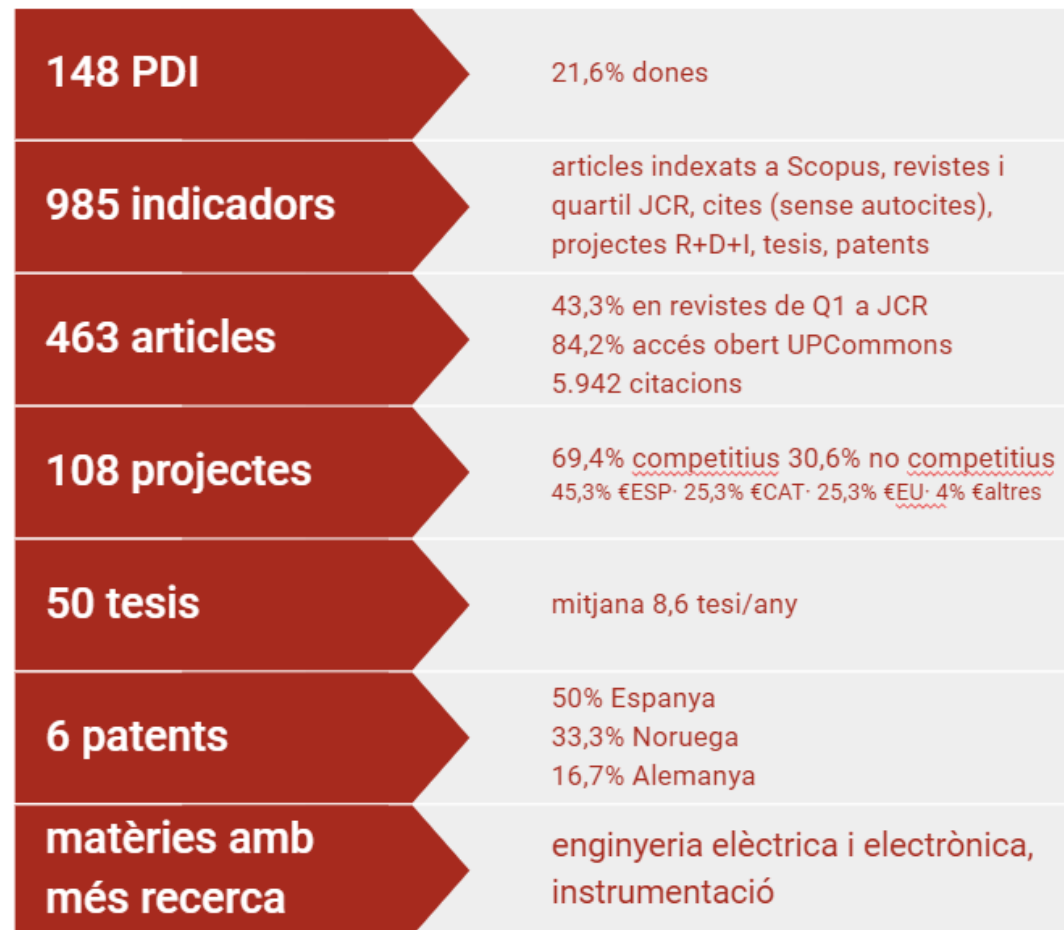 148 PDI
21,6% dones
985 indicadors
articles indexats a Scopus, revistes i
quartil JCR, cites (sense autocites),
projectes R+D+I, tesis, patents
463 articles
43,3% en revistes de Q1 a JCR
84,2% accés obert UPCommons
5.942 citacions
108 projectes
69,4% competitius 30,6% no competitius
45,3% €ESP· 25,3% €CAT· 25,3% €EU· 4% €altres
50 tesis
mitjana 8,6 tesi/any
6 patents
50% Espanya
33,3% Noruega
16,7% Alemanya
matèries amb
més recerca
enginyeria elèctrica i electrònica,
instrumentació